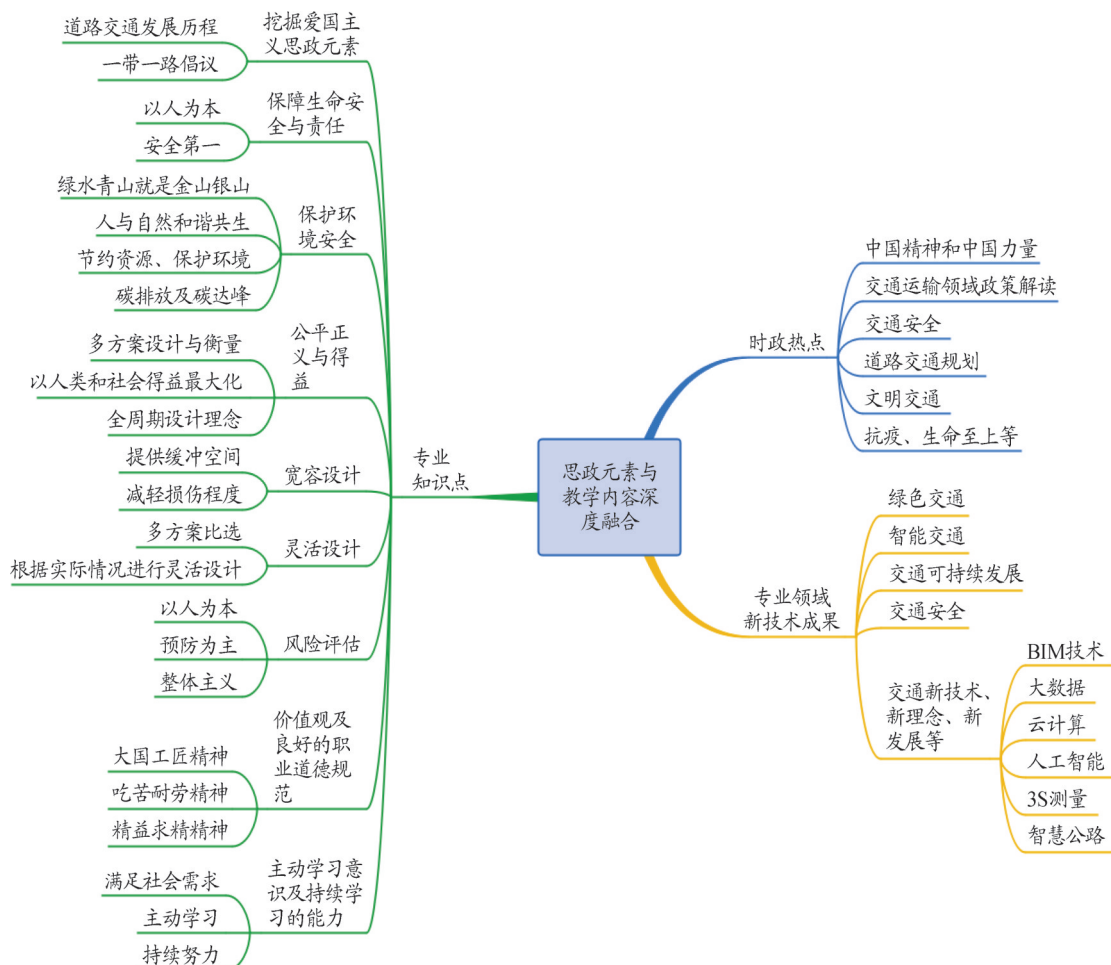 道路交通发展历程
一带一路倡议
挖掘爱国主
义思政元素
以人为本
安全第一
保障生命安
全与责任
绿水青山就是金山银山
人与自然和谐共生
节约资源、保护环境
碳排放及碳达峰
保护环
境安全
多方案设计与衡量
以人类和社会得益最大化
全周期设计理念
公平正
义与得
益
提供缓冲空间
减轻损伤程度
宽容设计
多方案比选
根据实际情况进行灵活设计
灵活设计
以人为本
预防为主
整体主义
风险评估
大国工匠精神
吃苦耐劳精神
精益求精精神
价值观及
良好的职
业道德规
范
满足社会需求
主动学习
持续努力
主动学习意
识及持续学
习的能力
专业
知识点
思政元素与
教学内容深
度融合
时政热点
中国精神和中国力量
交通运输领域政策解读
交通安全
道路交通规划
文明交通
抗疫、生命至上等
专业领域
新技术成果
绿色交通
智能交通
交通可持续发展
交通安全
交通新技术、
新理念、新
发展等
BIM技术
大数据
云计算
人工智能
3S测量
智慧公路